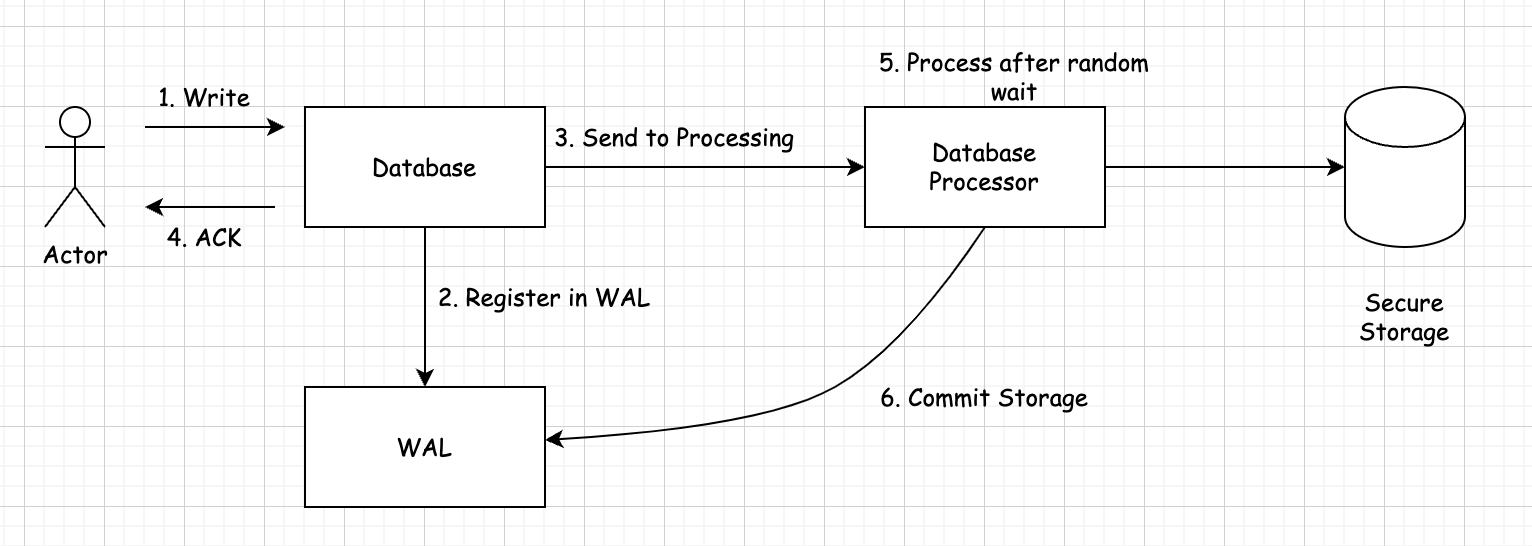 5. Process after random
wait
1. Write
3. Send to Processing
Database
Database
Processor
4. ACK
Actor
2. Register in WAL
Secure
Storage
6. Commit Storage
WAL